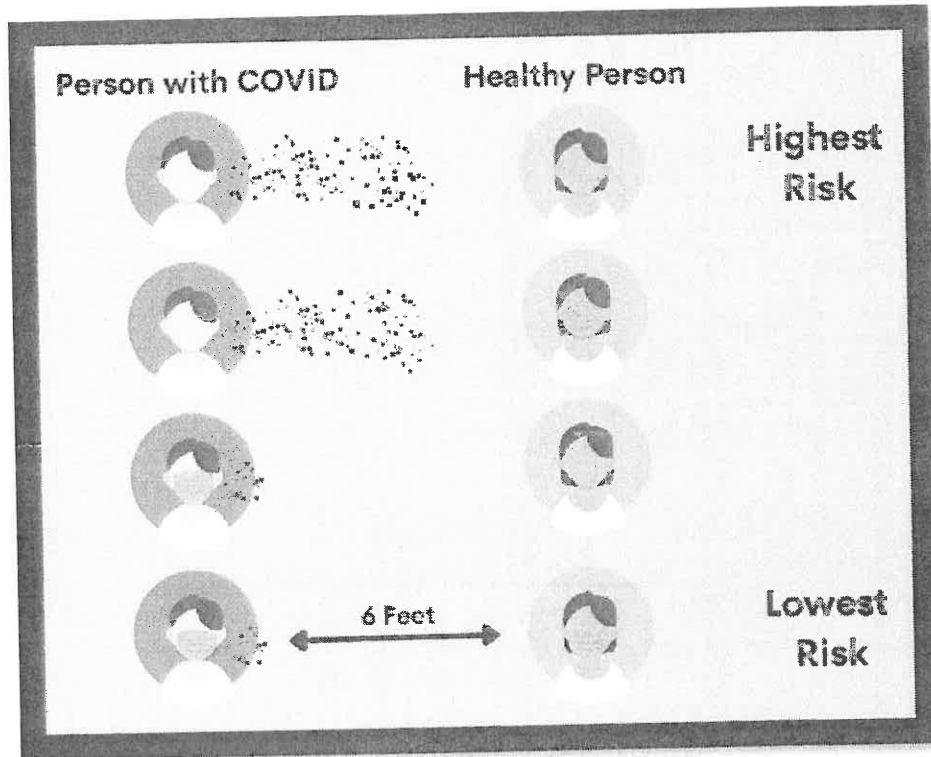 Person with COViD
Healthy Person
Highest
Risk
6 Feet
Lowest
Risk